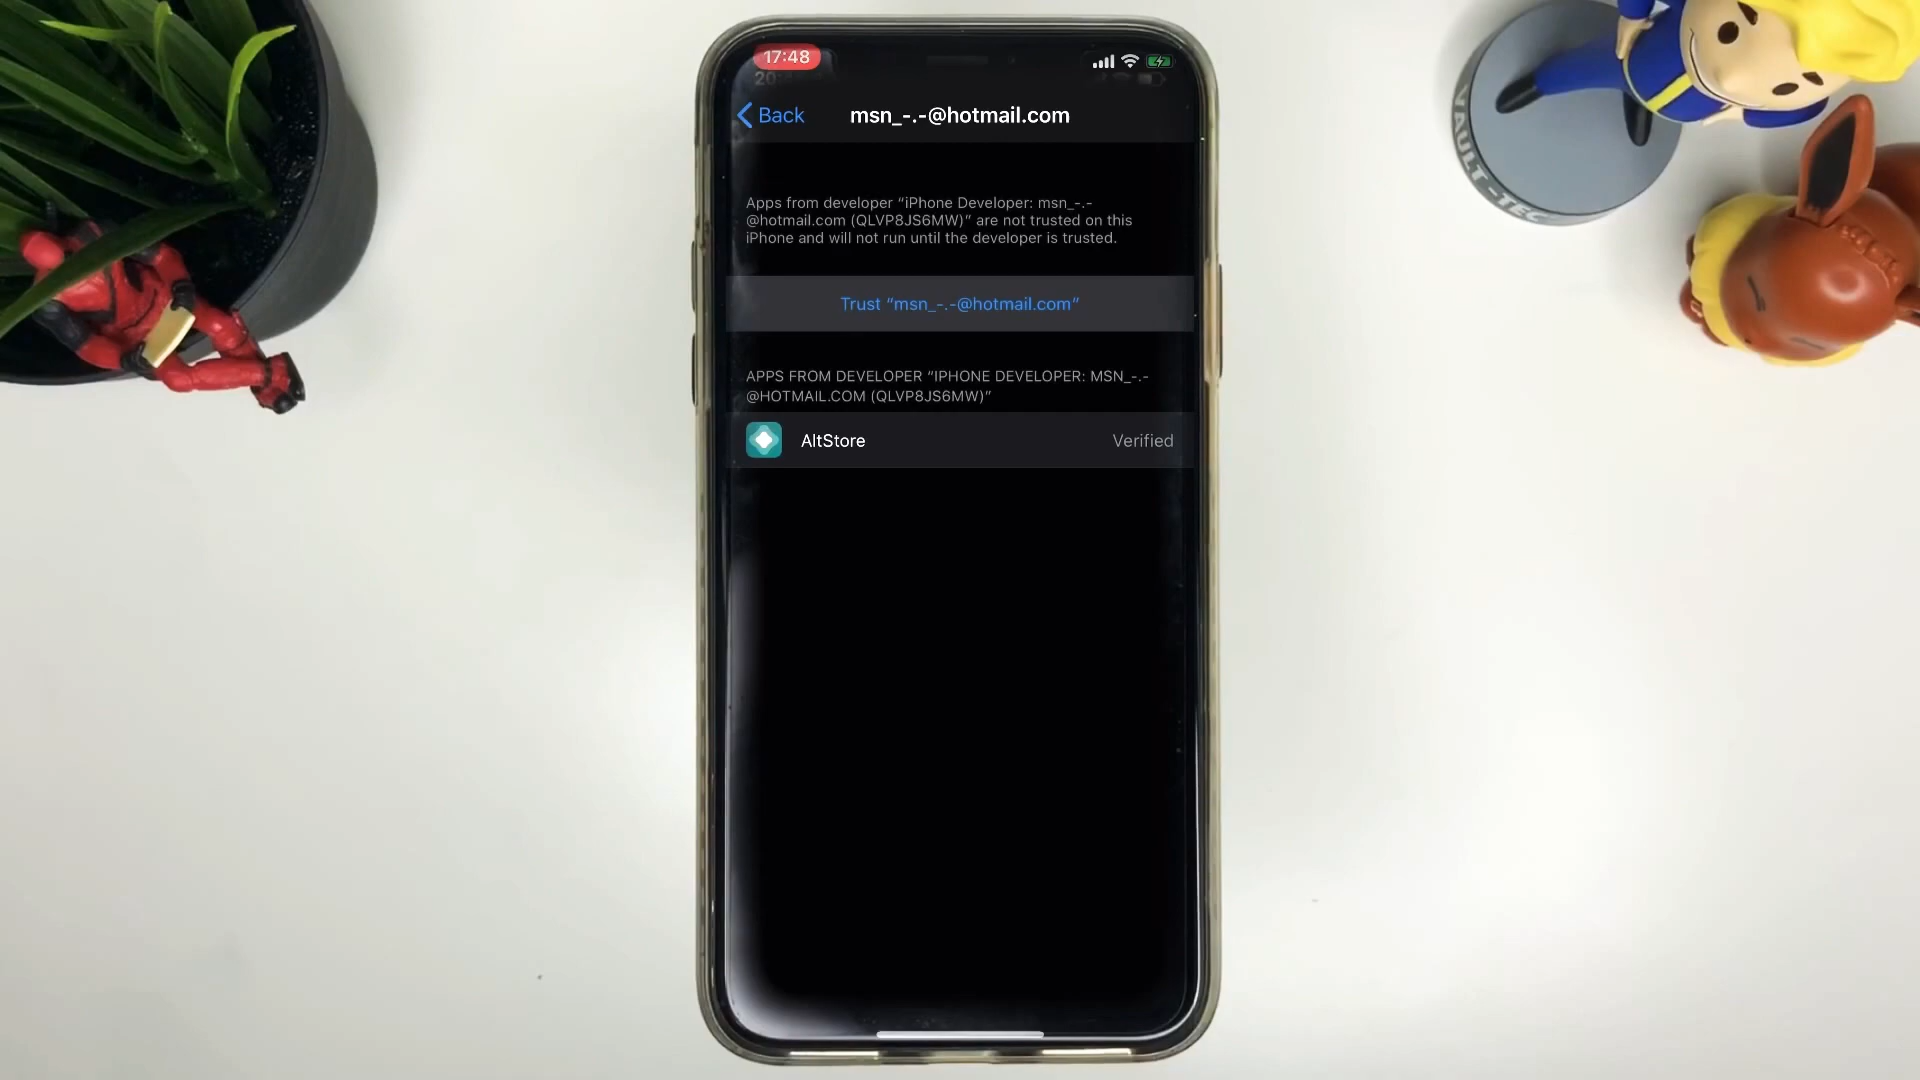 17:48
Back
msn_-.-@hotmail.com
Apps from developer “iPhone Developer: msn_-.-
@hotmail.com (QLVP8JS6MW)” are not trusted on this
iPhone and will not run until the developer is trusted.
Trust “msn_-.-@hotmail.com”
APPS FROM DEVELOPER “IPHONE DEVELOPER: MSN_-.-
@HOTMAIL.COM (QLVP8JS6MW)”
AltStore
Verified
VAULT-TEC